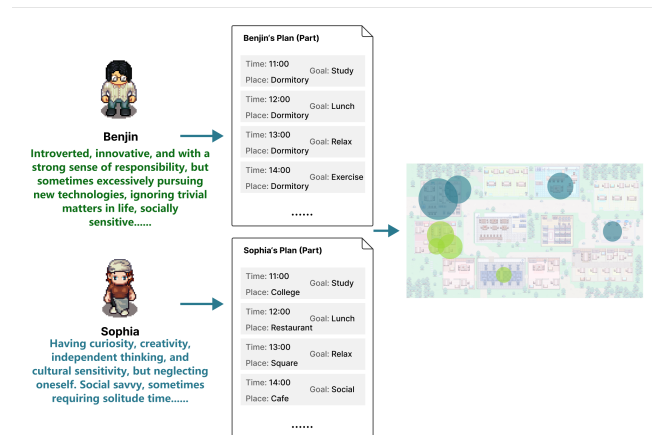 Benjin
Introverted, innovative, and with a
strong sense of responsibility, but
sometimes excessively pursuing
new technologies, ignoring trivial
matters in life, socially
sensitive......
Benjin's Plan (Part)
Time: 11:00
Place: Dormitory
Goal: Study
Time: 12:00
Place: Dormitory
Goal: Lunch
Time: 13:00
Place: Dormitory
Goal: Relax
Time: 14:00
Place: Dormitory
Goal: Exercise
......
Sophia
Having curiosity, creativity,
independent thinking, and
cultural sensitivity, but neglecting
oneself. Social savvy, sometimes
requiring solitude time......
Sophia's Plan (Part)
Time: 11:00
Place: College
Goal: Study
Time: 12:00
Place: Restaurant
Goal: Lunch
Time: 13:00
Place: Square
Goal: Relax
Time: 14:00
Place: Cafe
Goal: Social
......